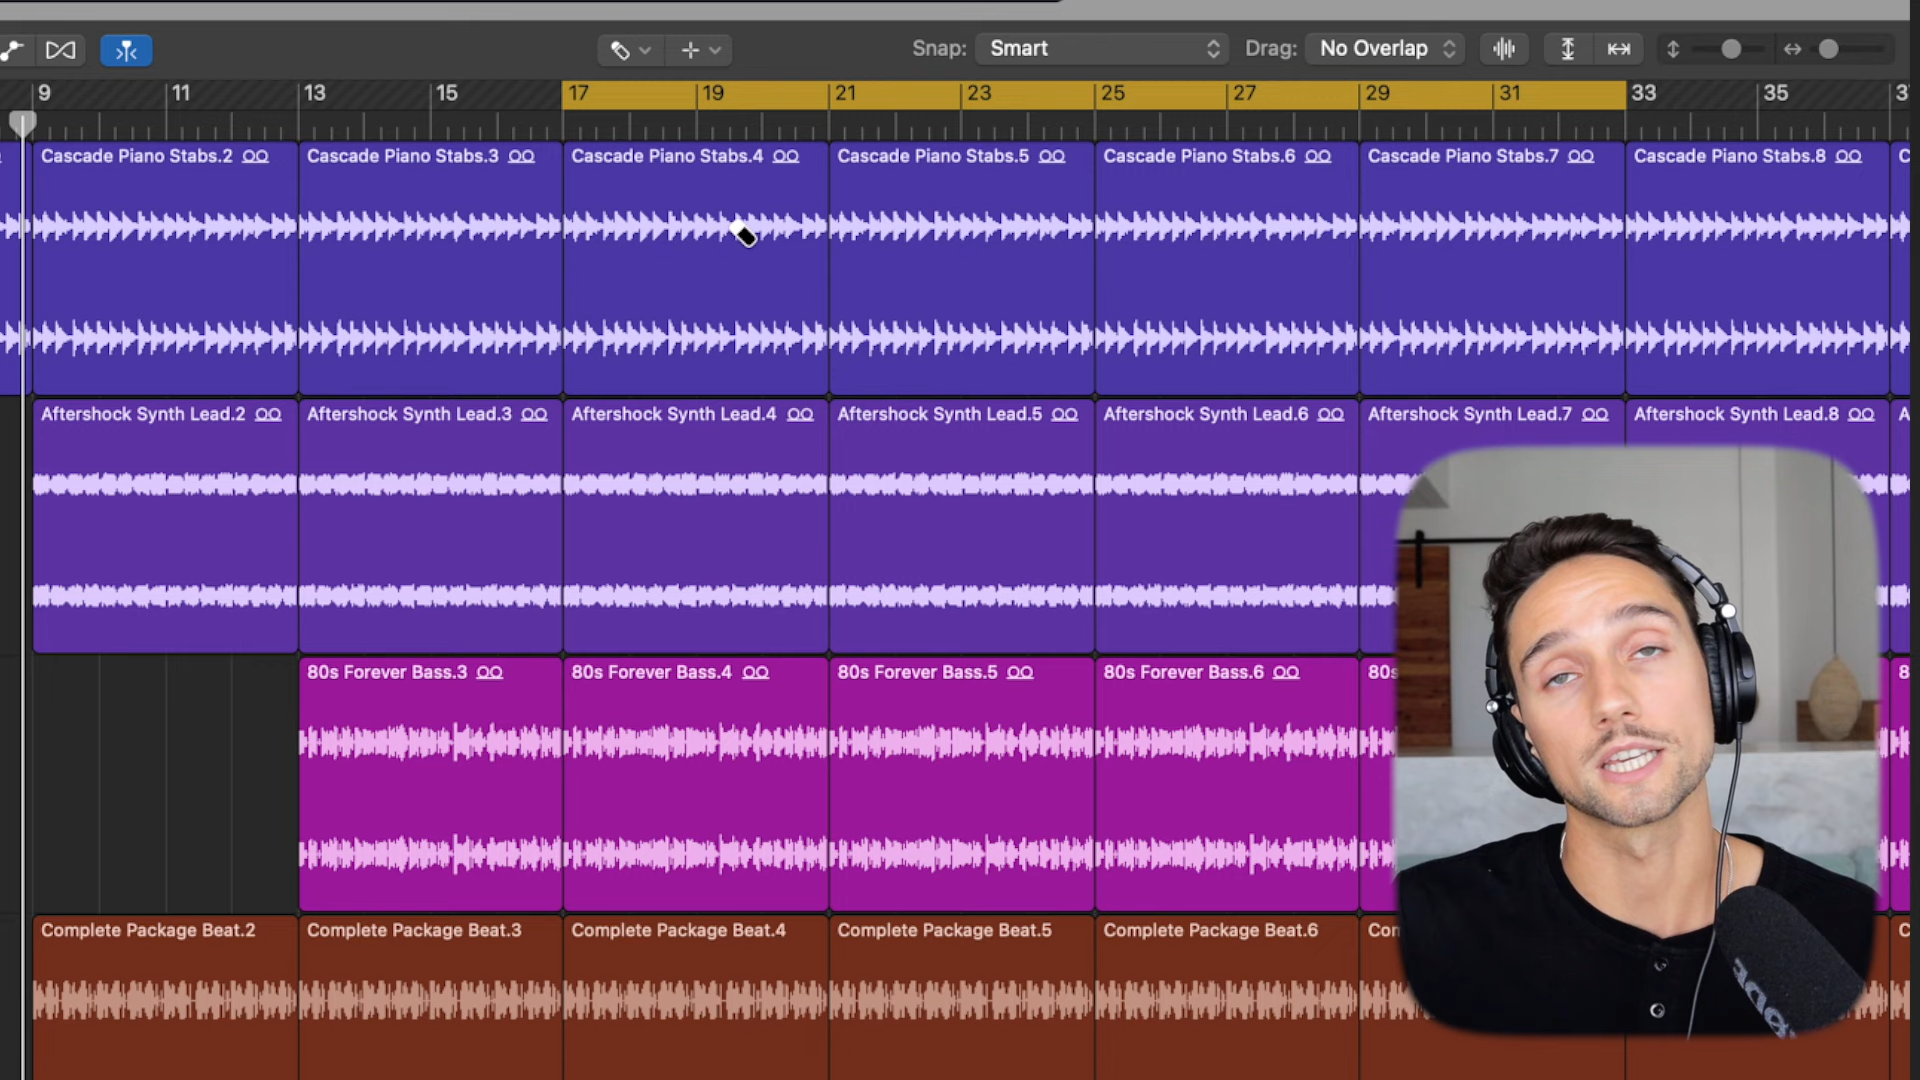 Snap: Smart Drag: No Overlap
9 11 13 15 17 19 21 23 25 27 29 31 33 35
Cascade Piano Stabs.2 Cascade Piano Stabs.3 Cascade Piano Stabs.4 Cascade Piano Stabs.5 Cascade Piano Stabs.6 Cascade Piano Stabs.7 Cascade Piano Stabs.8
Aftershock Synth Lead.2 Aftershock Synth Lead.3 Aftershock Synth Lead.4 Aftershock Synth Lead.5 Aftershock Synth Lead.6 Aftershock Synth Lead.7 Aftershock Synth Lead.8
80s Forever Bass.3 80s Forever Bass.4 80s Forever Bass.5 80s Forever Bass.6 80s
Complete Package Beat.2 Complete Package Beat.3 Complete Package Beat.4 Complete Package Beat.5 Complete Package Beat.6